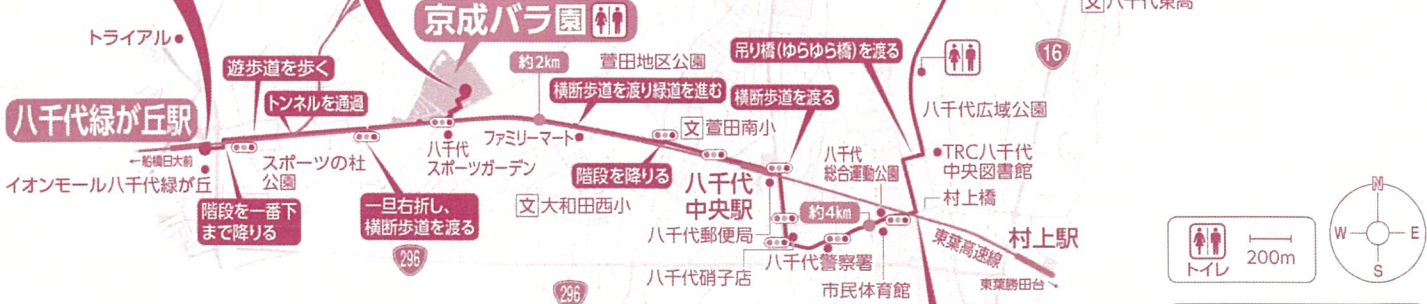 文八千代東高
京成バラ園
トライアル
吊り橋(ゆらゆら橋)を渡る
16
遊歩道を歩く
約2km
萱田地区公園
トンネルを通過
横断歩道を渡り緑道を進む
横断歩道を渡る
八千代緑が丘駅
八千代広域公園
ファミリーマート
文萱田南小
←船橋日大前
スポーツの杜
公園
八千代
スポーツガーデン
八千代
総合運動公園
TRC八千代
中央図書館
イオンモール八千代緑が丘
階段を降りる
八千代
中央駅
村上橋
階段を一番下
まで降りる
一旦右折し、
横断歩道を渡る
文大和田西小
約4km
八千代郵便局
東葉高速線
村上駅
296
八千代硝子店
八千代警察署
市民体育館
東葉勝田台→
296
トイレ
200m
N
W
E
S